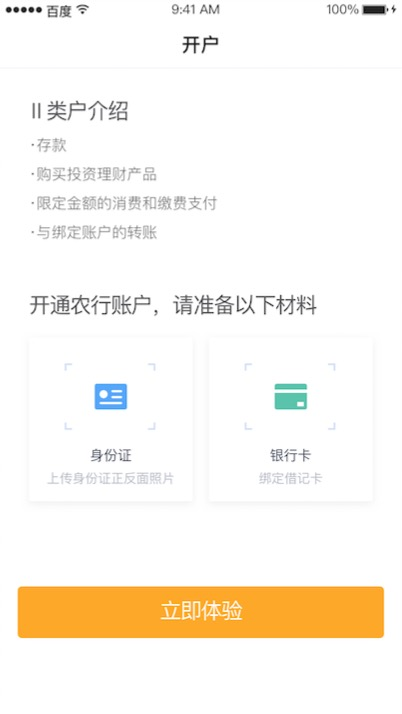 百度
9:41 AM
100%
开户
II 类户介绍
·存款
·购买投资理财产品
·限定金额的消费和缴费支付
·与绑定账户的转账
开通农行账户，请准备以下材料
身份证
银行卡
上传身份证正反面照片
绑定借记卡
立即体验